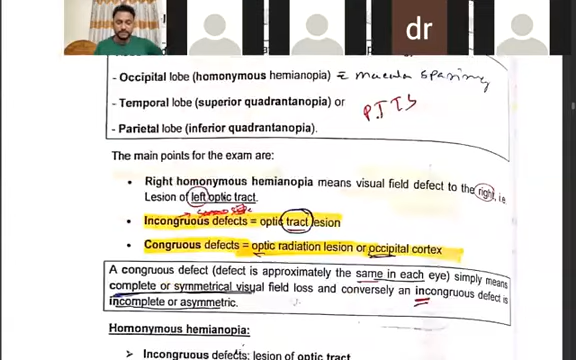 dr
- Occipital lobe (homonymous hemianopia) = macular sparing
- Temporal lobe (superior quadrantanopia) or
PITS
- Parietal lobe (inferior quadrantanopia).
The main points for the exam are:
• Right homonymous hemianopia means visual field defect to the right, i.e
Lesion of left optic tract.
same side
• Incongruous defects = optic tract lesion
• Congruous defects = optic radiation lesion or occipital cortex
A congruous defect (defect is approximately the same in each eye) simply means
complete or symmetrical visual field loss and conversely an incongruous defect is
incomplete or asymmetric.
Homonymous hemianopia:
➤ Incongruous defects: lesion of optic tract